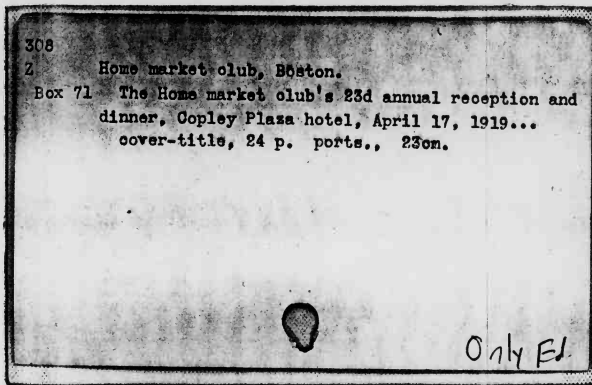 308
Z Home market club, Boston.
Box 71 The Home market club's 23d annual reception and
dinner, Copley Plaza hotel, April 17, 1919...
cover-title, 24 p. ports., 23cm.
Only Ed.